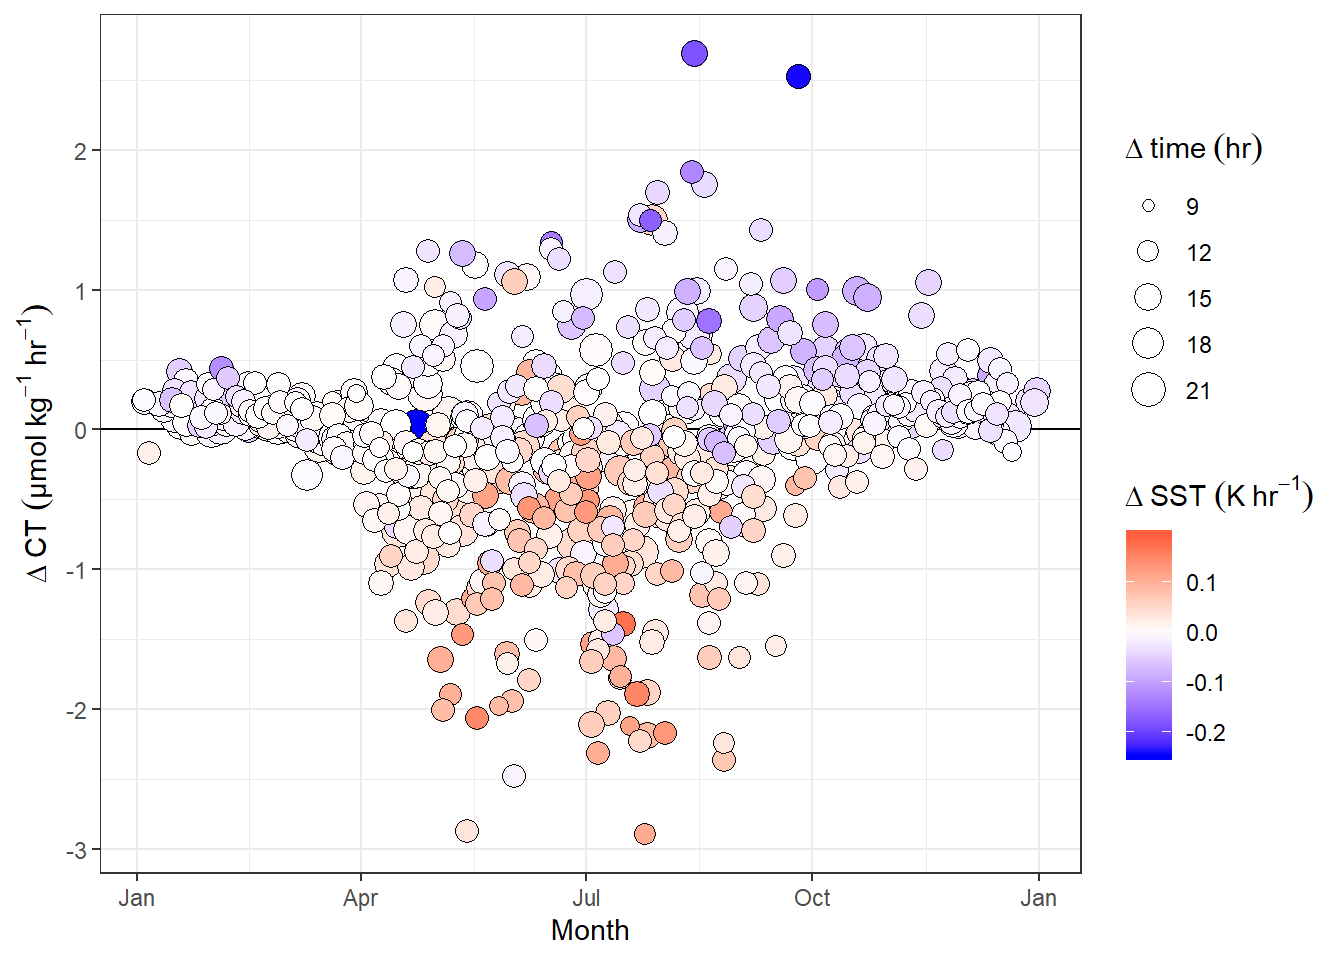 Δ CT (μmol kg⁻¹ hr⁻¹)
2
1
0
-1
-2
-3
Jan
Apr
Jul
Oct
Jan
Month
Δ time (hr)
9
12
15
18
21
Δ SST (K hr⁻¹)
0.1
0.0
-0.1
-0.2